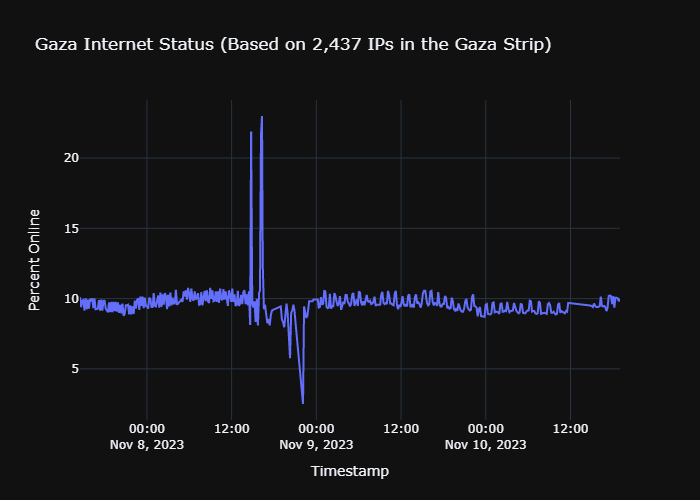 Gaza Internet Status (Based on 2,437 IPs in the Gaza Strip)
Percent Online
20
15
10
5
00:00 12:00 00:00 12:00 00:00 12:00
Nov 8, 2023 Nov 9, 2023 Nov 10, 2023
Timestamp